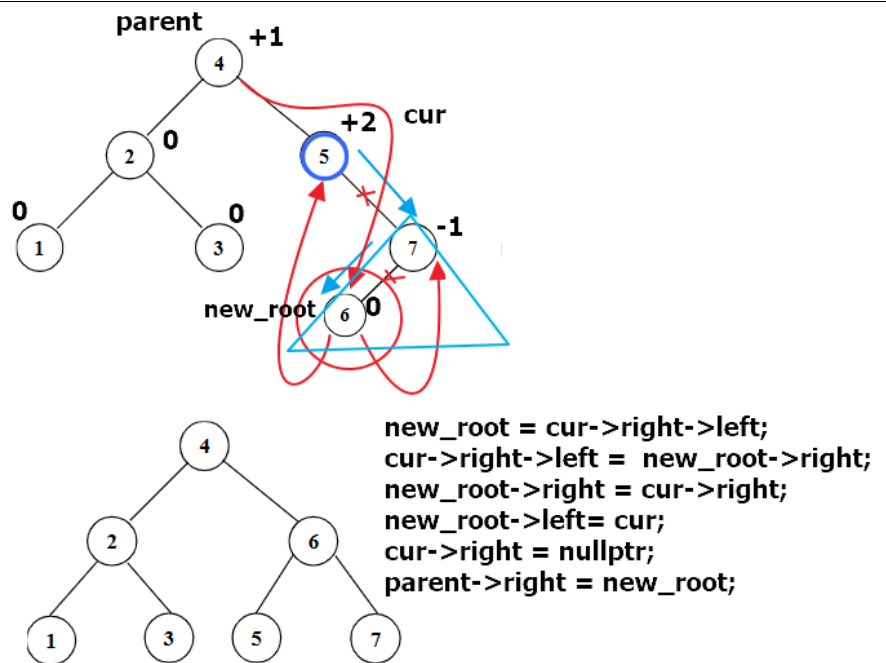 parent
+1
4
cur
+2
2
0
5
0
0
1
3
7
-1
new_root
6
0
4
new_root = cur->right->left;
cur->right->left =  new_root->right;
new_root->right = cur->right;
new_root->left= cur;
cur->right = nullptr;
parent->right = new_root;
2
6
1
3
5
7